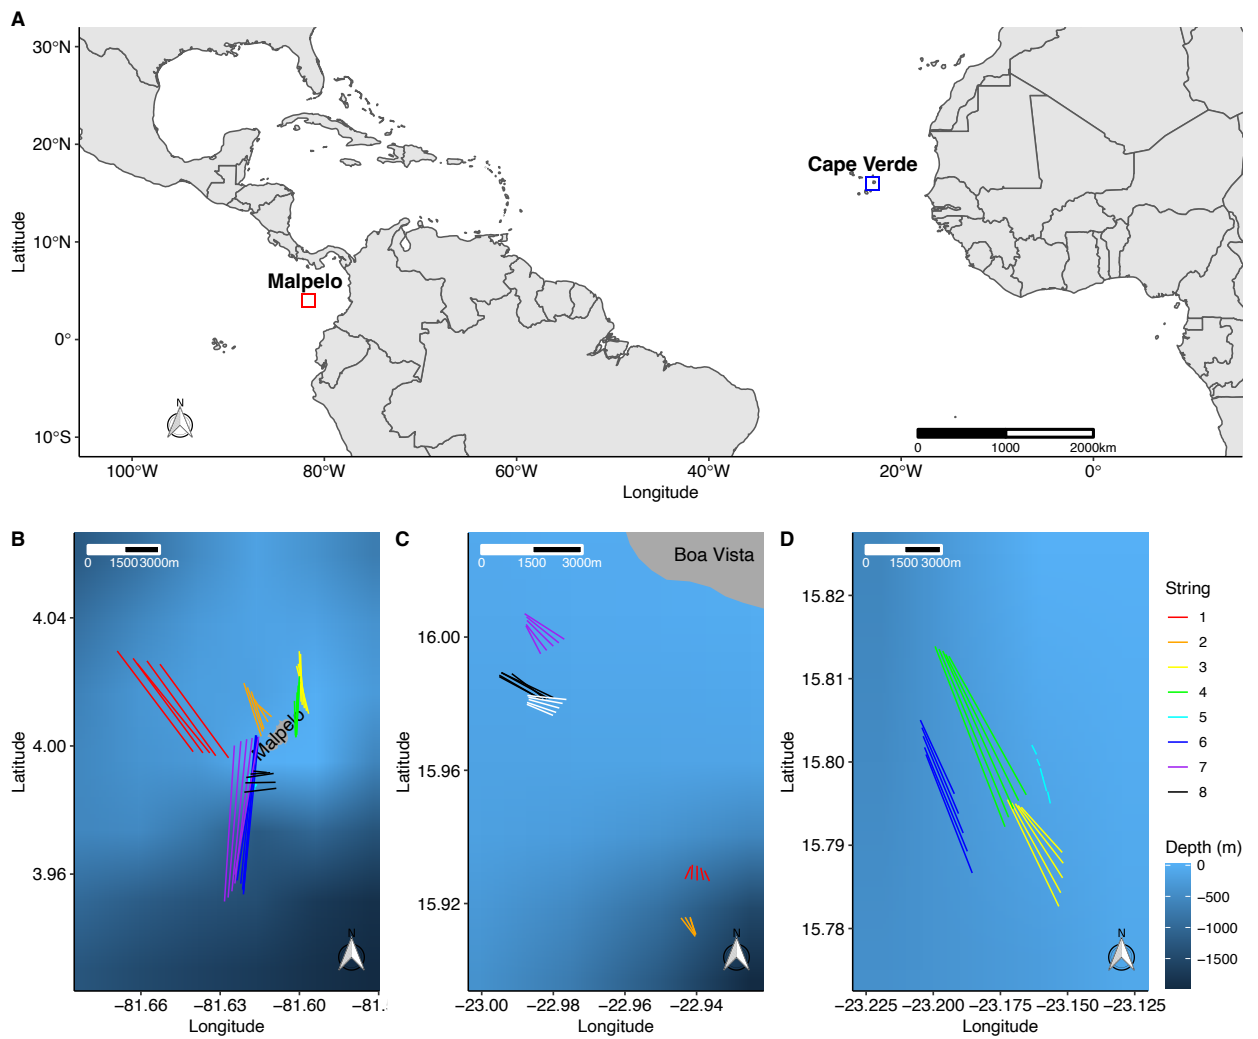 A
30°N
20°N
10°N
0°
10°S
Latitude
Cape Verde
Malpelo
N
0 1000 2000km
100°W 80°W 60°W 40°W 20°W 0°
Longitude
B
0 1500 3000m
4.04
4.00
3.96
Latitude
Malpelo
N
−81.66 −81.63 −81.60
Longitude
C
0 1500 3000m
Boa Vista
16.00
15.96
15.92
Latitude
N
−23.00 −22.98 −22.96 −22.94
Longitude
D
0 1500 3000m
15.82
15.81
15.80
15.79
15.78
Latitude
N
−23.225 −23.200 −23.175 −23.150 −23.125
Longitude
String
1
2
3
4
5
6
7
8
Depth (m)
0
−500
−1000
−1500